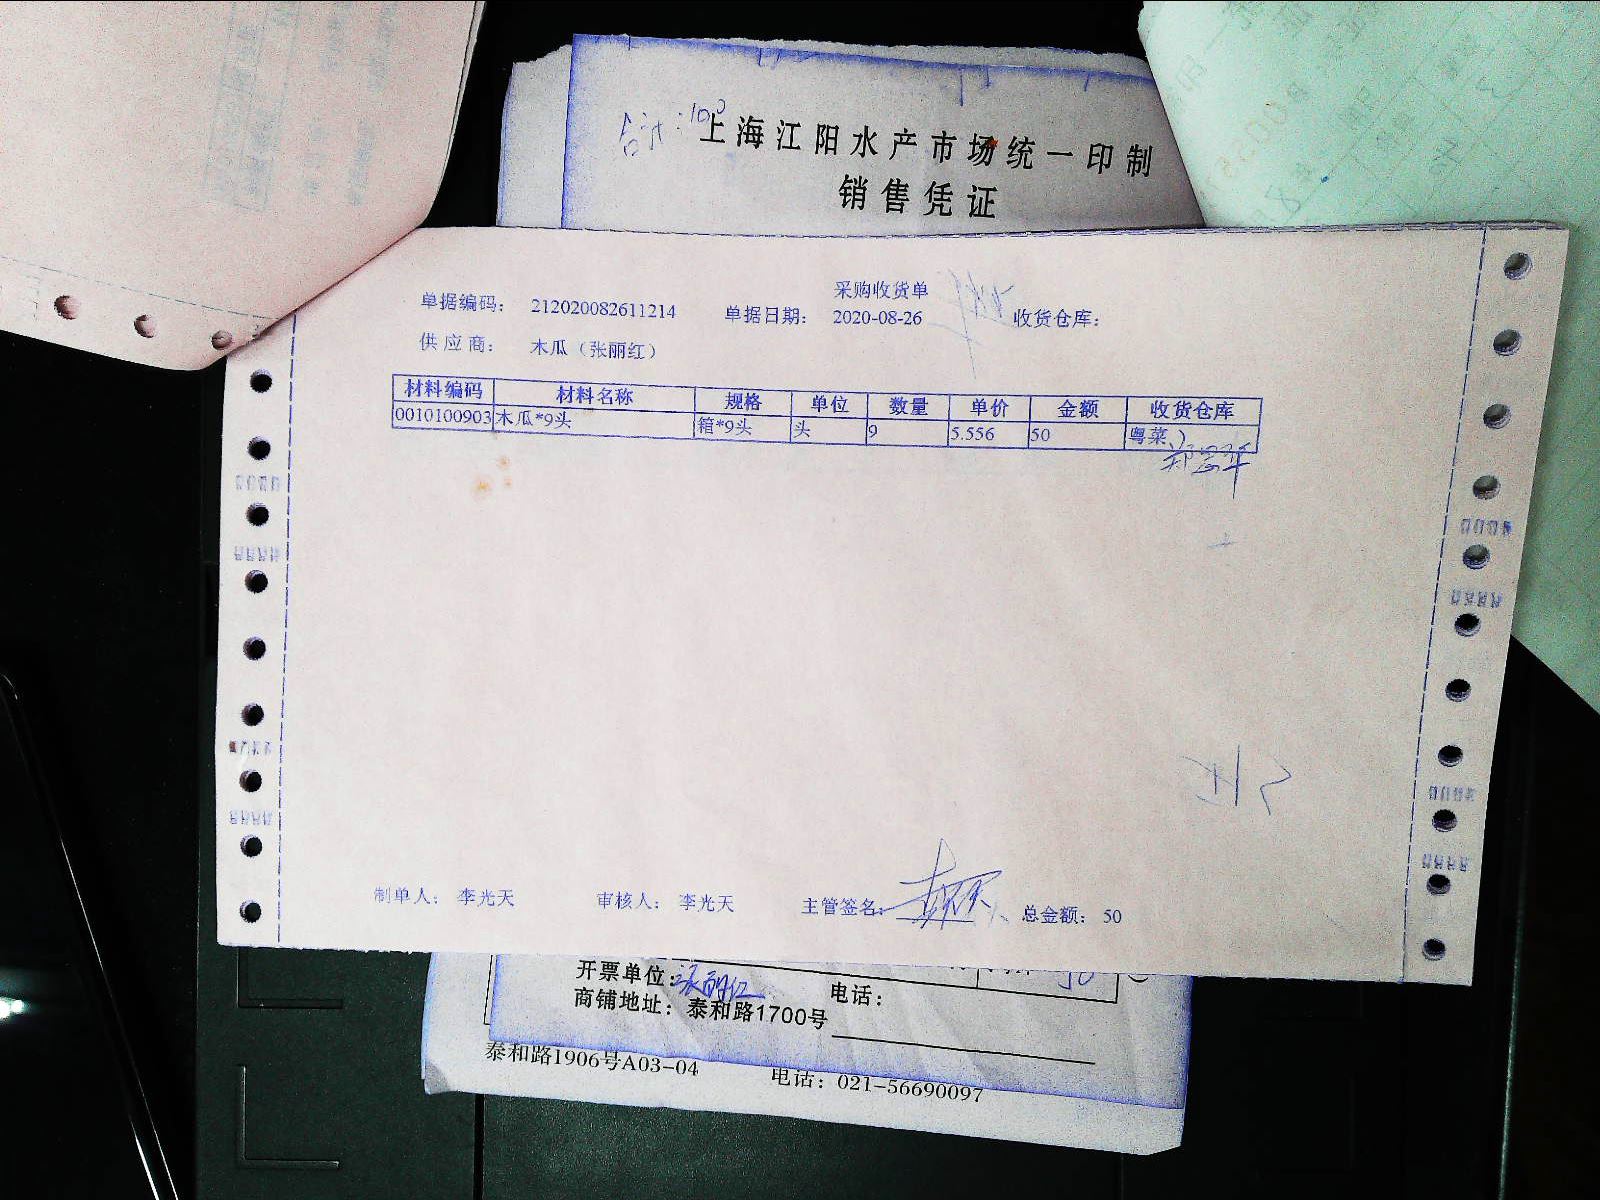 合计：100
上海江阳水产市场统一印制
销售凭证
采购收货单
单据编码： 212020082611214 单据日期： 2020-08-26 收货仓库：
供应商： 木瓜（张丽红）
材料编码 材料名称 规格 单位 数量 单价 金额 收货仓库
0010100903 木瓜*9头 箱*9头 头 9 5.556 50 粤菜
制单人： 李光天 审核人： 李光天 主管签名： 总金额： 50
开票单位：张丽红 电话：
商铺地址：泰和路1700号
泰和路1906号A03-04 电话：021-56690097